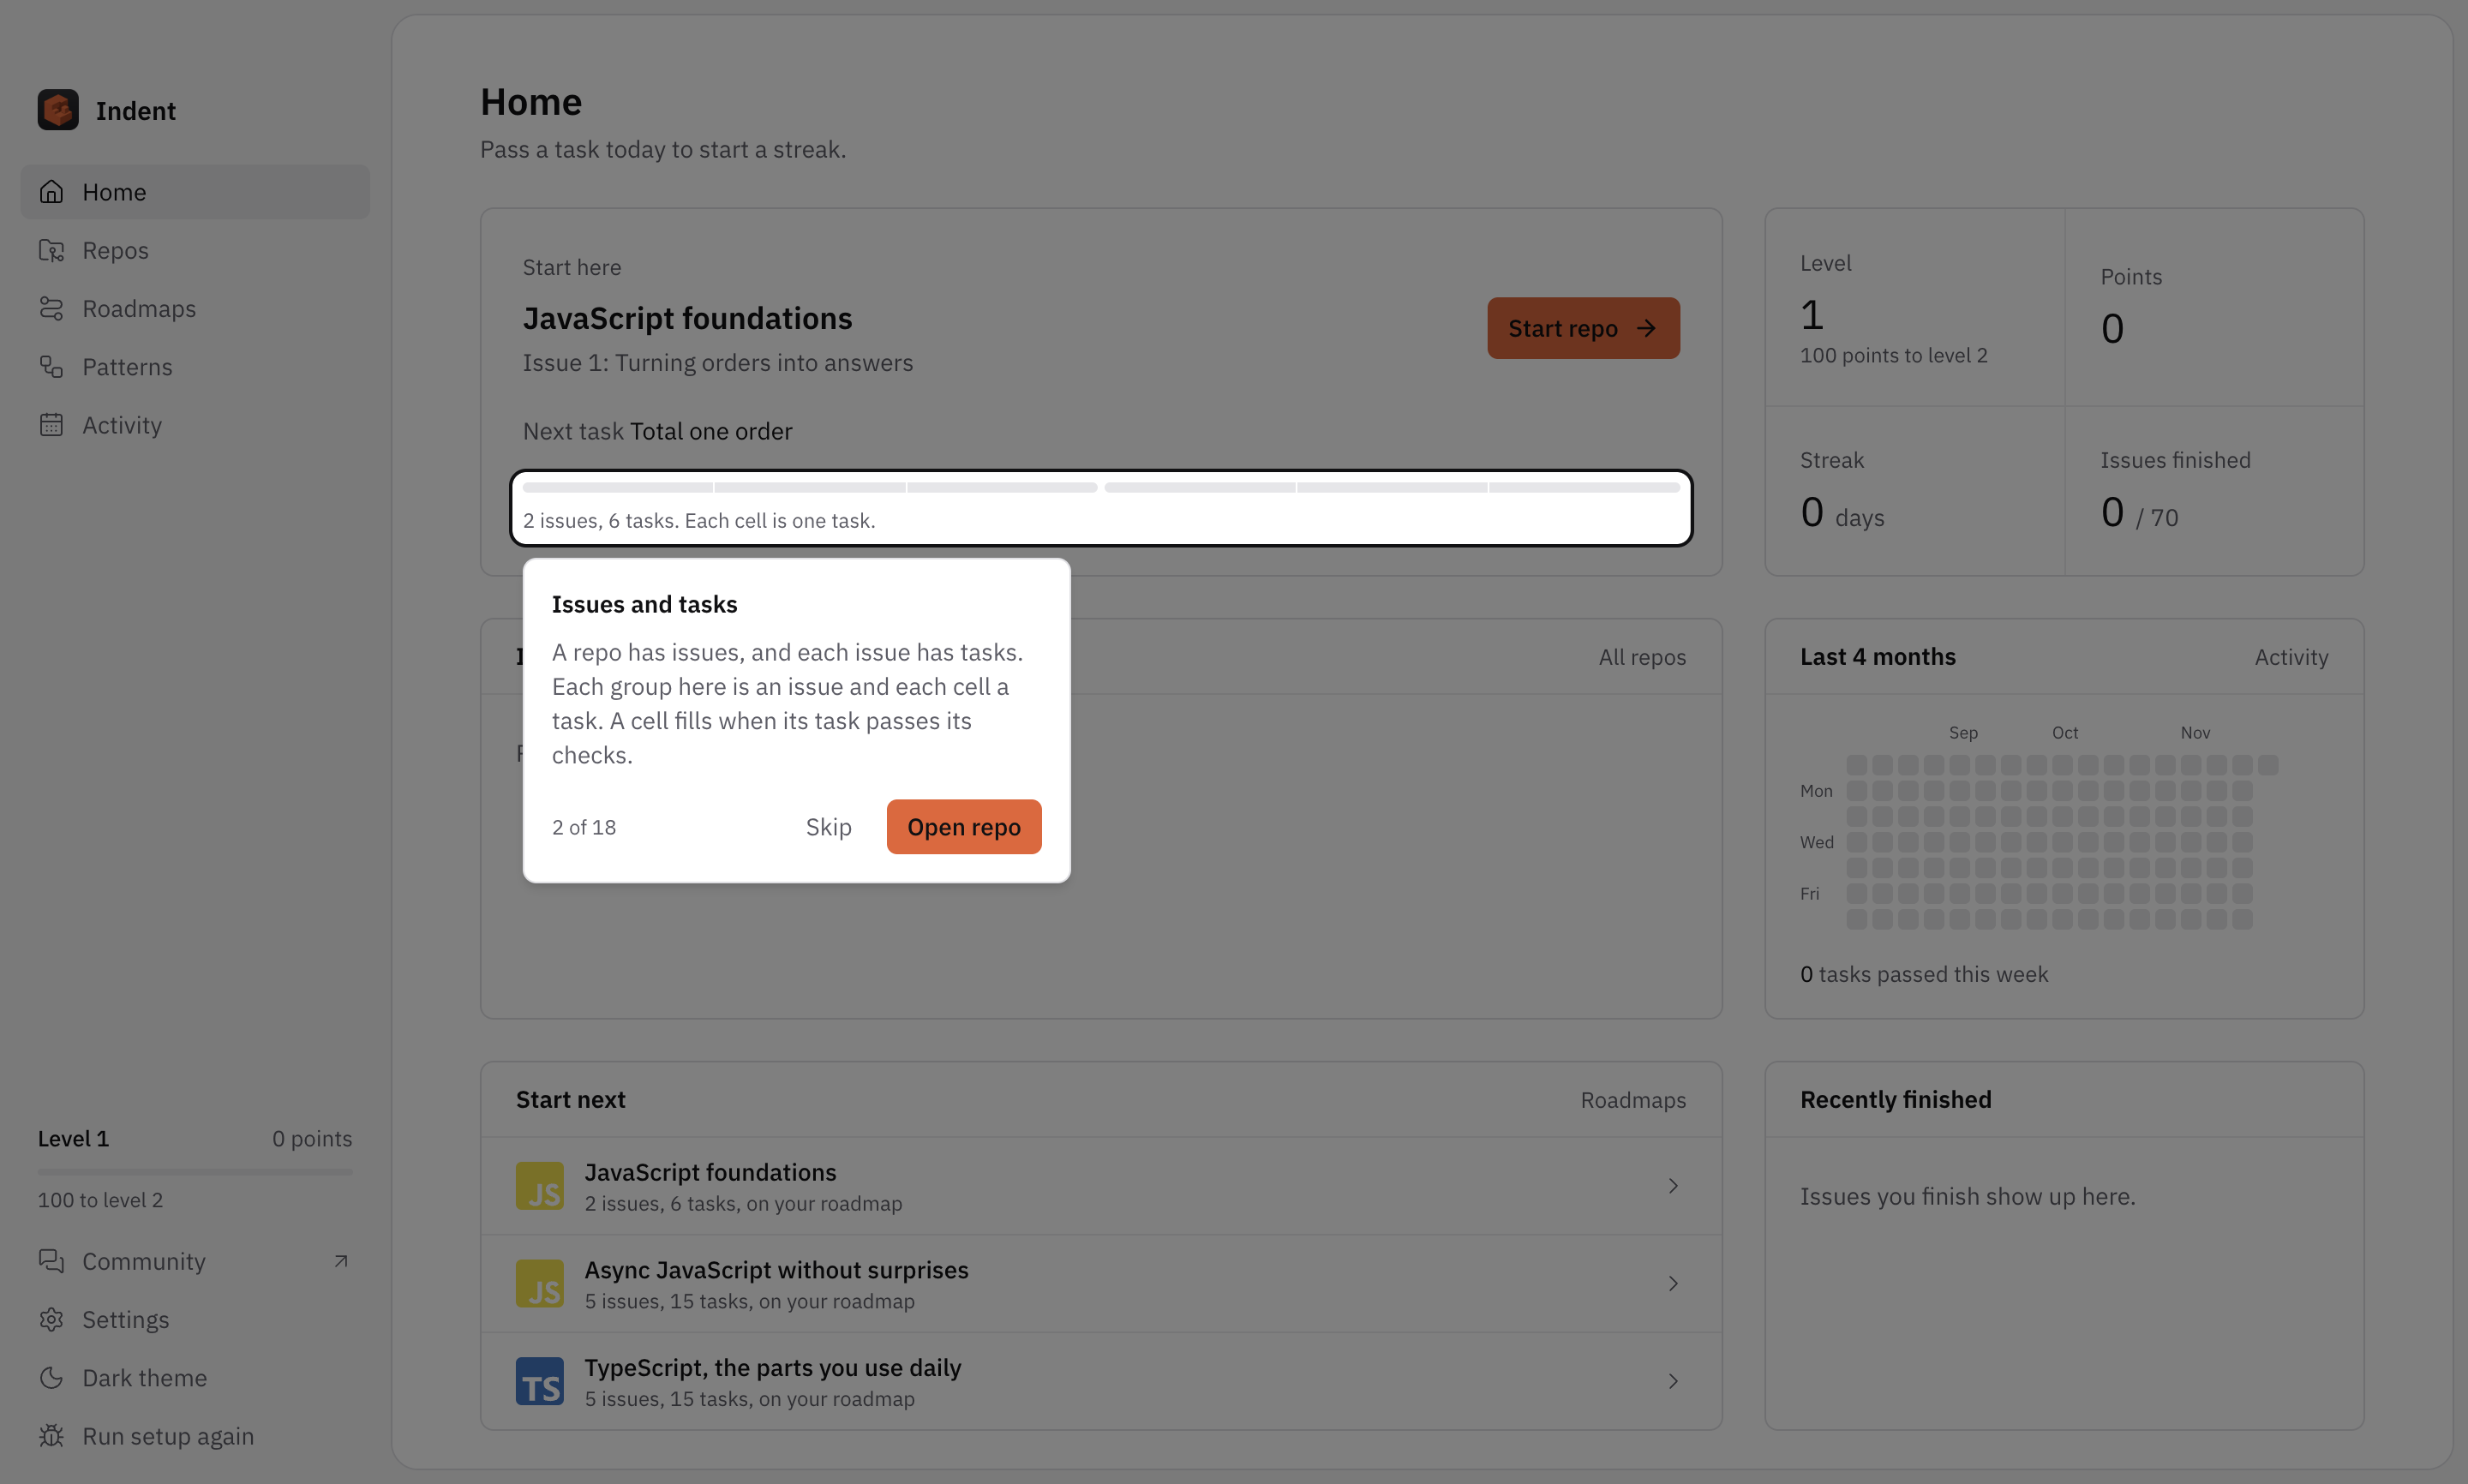 Indent
Home
Repos
Roadmaps
Patterns
Activity
Level 1
0 points
100 to level 2
Community
Settings
Dark theme
Run setup again
Home
Pass a task today to start a streak.
Start here
JavaScript foundations
Issue 1: Turning orders into answers
Start repo
Next task Total one order
2 issues, 6 tasks. Each cell is one task.
Issues and tasks
A repo has issues, and each issue has tasks.
Each group here is an issue and each cell a
task. A cell fills when its task passes its
checks.
2 of 18
Skip
Open repo
All repos
Level
1
100 points to level 2
Points
0
Streak
0 days
Issues finished
0 / 70
Last 4 months
Activity
Sep
Oct
Nov
Mon
Wed
Fri
0 tasks passed this week
Start next
Roadmaps
JS
JavaScript foundations
2 issues, 6 tasks, on your roadmap
JS
Async JavaScript without surprises
5 issues, 15 tasks, on your roadmap
TS
TypeScript, the parts you use daily
5 issues, 15 tasks, on your roadmap
Recently finished
Issues you finish show up here.